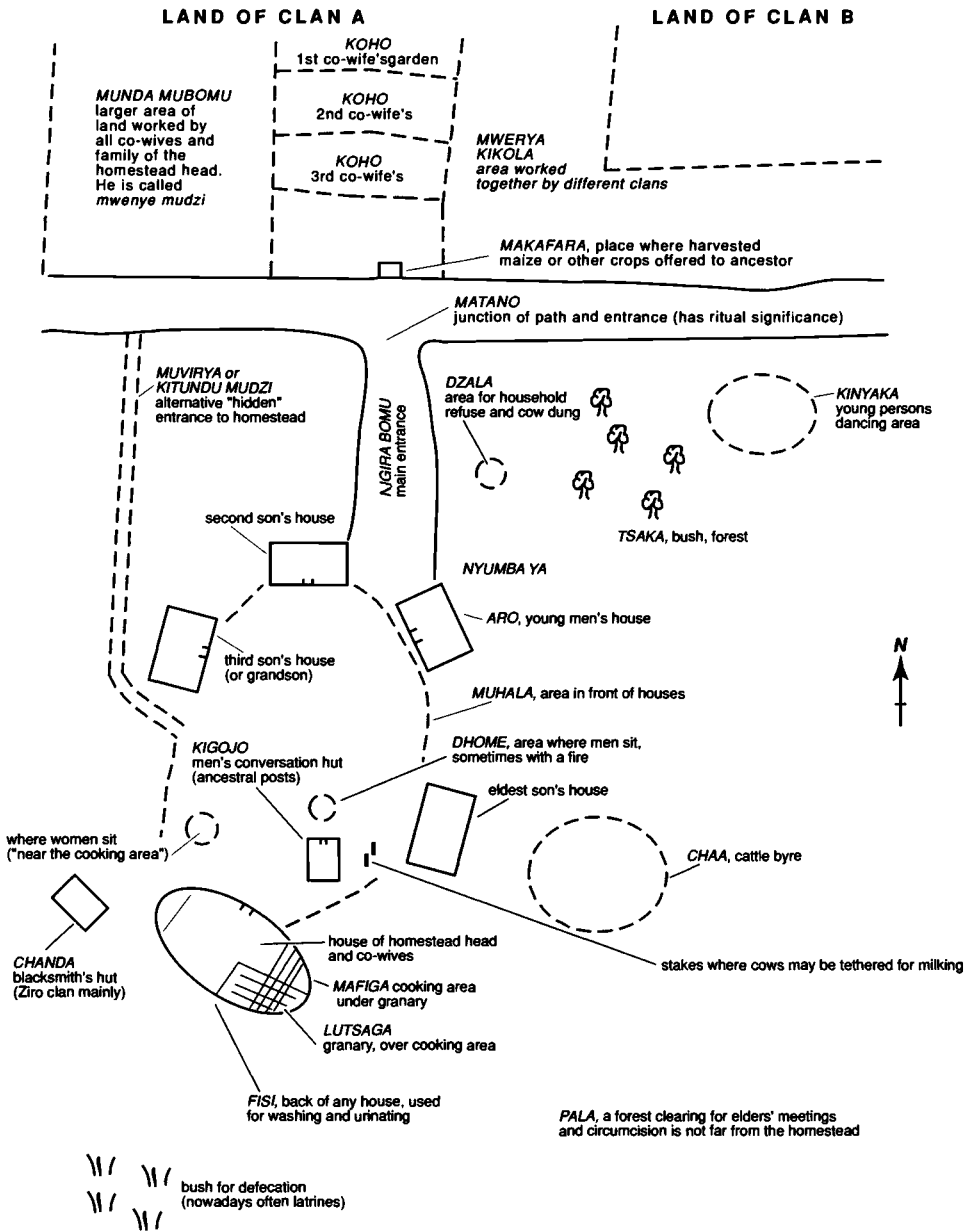 LAND OF CLAN A
LAND OF CLAN B
KOHO
1st co-wife'sgarden
MUNDA MUBOMU
larger area of
land worked by
all co-wives and
family of the
homestead head.
He is called
mwenye mudzi
KOHO
2nd co-wife's
KOHO
3rd co-wife's
MWERYA
KIKOLA
area worked
together by different clans
MAKAFARA, place where harvested
maize or other crops offered to ancestor
MATANO
junction of path and entrance (has ritual significance)
MUVIRYA or
KITUNDU MUDZI
alternative "hidden"
entrance to homestead
NJGIRA BOMU
main entrance
DZALA
area for household
refuse and cow dung
KINYAKA
young persons
dancing area
TSAKA, bush, forest
second son's house
NYUMBA YA
ARO, young men's house
N
third son's house
(or grandson)
MUHALA, area in front of houses
KIGOJO
men's conversation hut
(ancestral posts)
DHOME, area where men sit,
sometimes with a fire
eldest son's house
where women sit
("near the cooking area")
CHAA, cattle byre
CHANDA
blacksmith's hut
(Ziro clan mainly)
house of homestead head
and co-wives
stakes where cows may be tethered for milking
MAFIGA cooking area
under granary
LUTSAGA
granary, over cooking area
FISI, back of any house, used
for washing and urinating
PALA, a forest clearing for elders' meetings
and circumcision is not far from the homestead
bush for defecation
(nowadays often latrines)